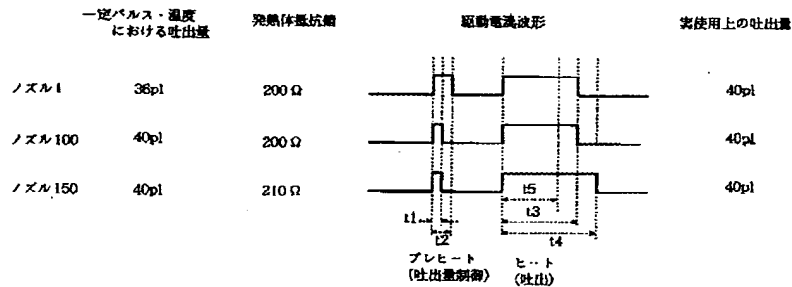 一定パルス・温度
における吐出量
発熱体抵抗値
駆動電流波形
実使用上の吐出量
ノズル1 36pl 200Ω 40pl
ノズル100 40pl 200Ω 40pl
ノズル150 40pl 210Ω 40pl
t5
t1 t3
t2 t4
プレヒート
(吐出量制御)
ヒート
(吐出)